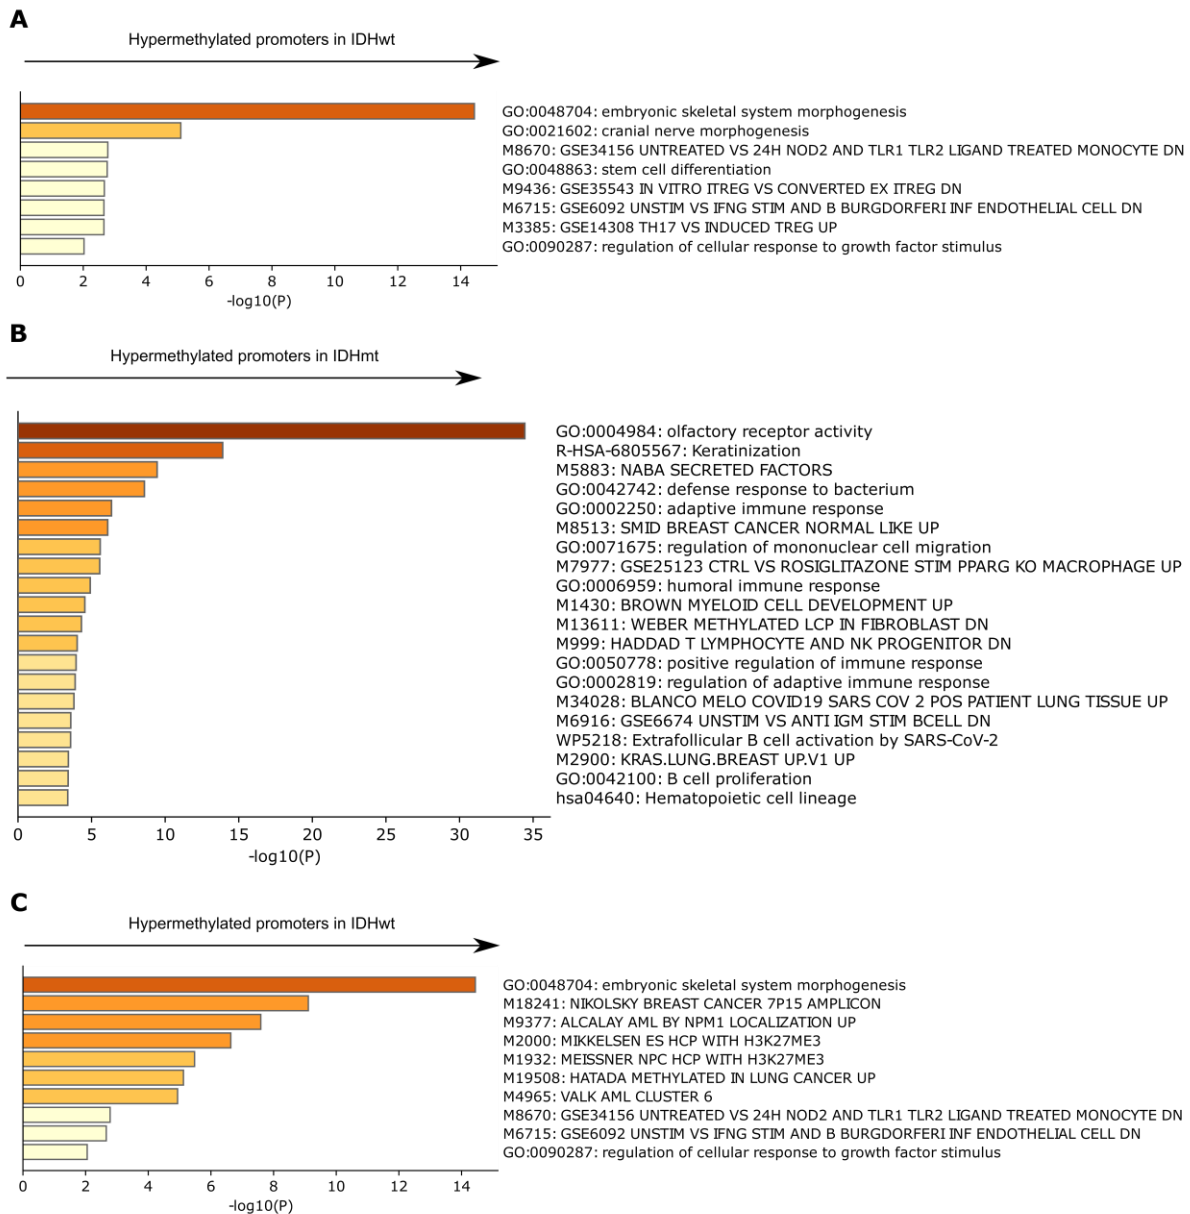 A
Hypermethylated promoters in IDHwt
GO:0048704: embryonic skeletal system morphogenesis
GO:0021602: cranial nerve morphogenesis
M8670: GSE34156 UNTREATED VS 24H NOD2 AND TLR1 TLR2 LIGAND TREATED MONOCYTE DN
GO:0048863: stem cell differentiation
M9436: GSE35543 IN VITRO ITREG VS CONVERTED EX ITREG DN
M6715: GSE6092 UNSTIM VS IFNG STIM AND B BURGDORFERI INF ENDOTHELIAL CELL DN
M3385: GSE14308 TH17 VS INDUCED TREG UP
GO:0090287: regulation of cellular response to growth factor stimulus
0 2 4 6 8 10 12 14
-log10(P)
B
Hypermethylated promoters in IDHmt
GO:0004984: olfactory receptor activity
R-HSA-6805567: Keratinization
M5883: NABA SECRETED FACTORS
GO:0042742: defense response to bacterium
GO:0002250: adaptive immune response
M8513: SMID BREAST CANCER NORMAL LIKE UP
GO:0071675: regulation of mononuclear cell migration
M7977: GSE25123 CTRL VS ROSIGLITAZONE STIM PPARG KO MACROPHAGE UP
GO:0006959: humoral immune response
M1430: BROWN MYELOID CELL DEVELOPMENT UP
M13611: WEBER METHYLATED LCP IN FIBROBLAST DN
M999: HADDAD T LYMPHOCYTE AND NK PROGENITOR DN
GO:0050778: positive regulation of immune response
GO:0002819: regulation of adaptive immune response
M34028: BLANCO MELO COVID19 SARS COV 2 POS PATIENT LUNG TISSUE UP
M6916: GSE6674 UNSTIM VS ANTI IGM STIM BCELL DN
WP5218: Extrafollicular B cell activation by SARS-CoV-2
M2900: KRAS.LUNG.BREAST UP.V1 UP
GO:0042100: B cell proliferation
hsa04640: Hematopoietic cell lineage
0 5 10 15 20 25 30 35
-log10(P)
C
Hypermethylated promoters in IDHwt
GO:0048704: embryonic skeletal system morphogenesis
M18241: NIKOLSKY BREAST CANCER 7P15 AMPLICON
M9377: ALCALAY AML BY NPM1 LOCALIZATION UP
M2000: MIKKELSEN ES HCP WITH H3K27ME3
M1932: MEISSNER NPC HCP WITH H3K27ME3
M19508: HATADA METHYLATED IN LUNG CANCER UP
M4965: VALK AML CLUSTER 6
M8670: GSE34156 UNTREATED VS 24H NOD2 AND TLR1 TLR2 LIGAND TREATED MONOCYTE DN
M6715: GSE6092 UNSTIM VS IFNG STIM AND B BURGDORFERI INF ENDOTHELIAL CELL DN
GO:0090287: regulation of cellular response to growth factor stimulus
0 2 4 6 8 10 12 14
-log10(P)